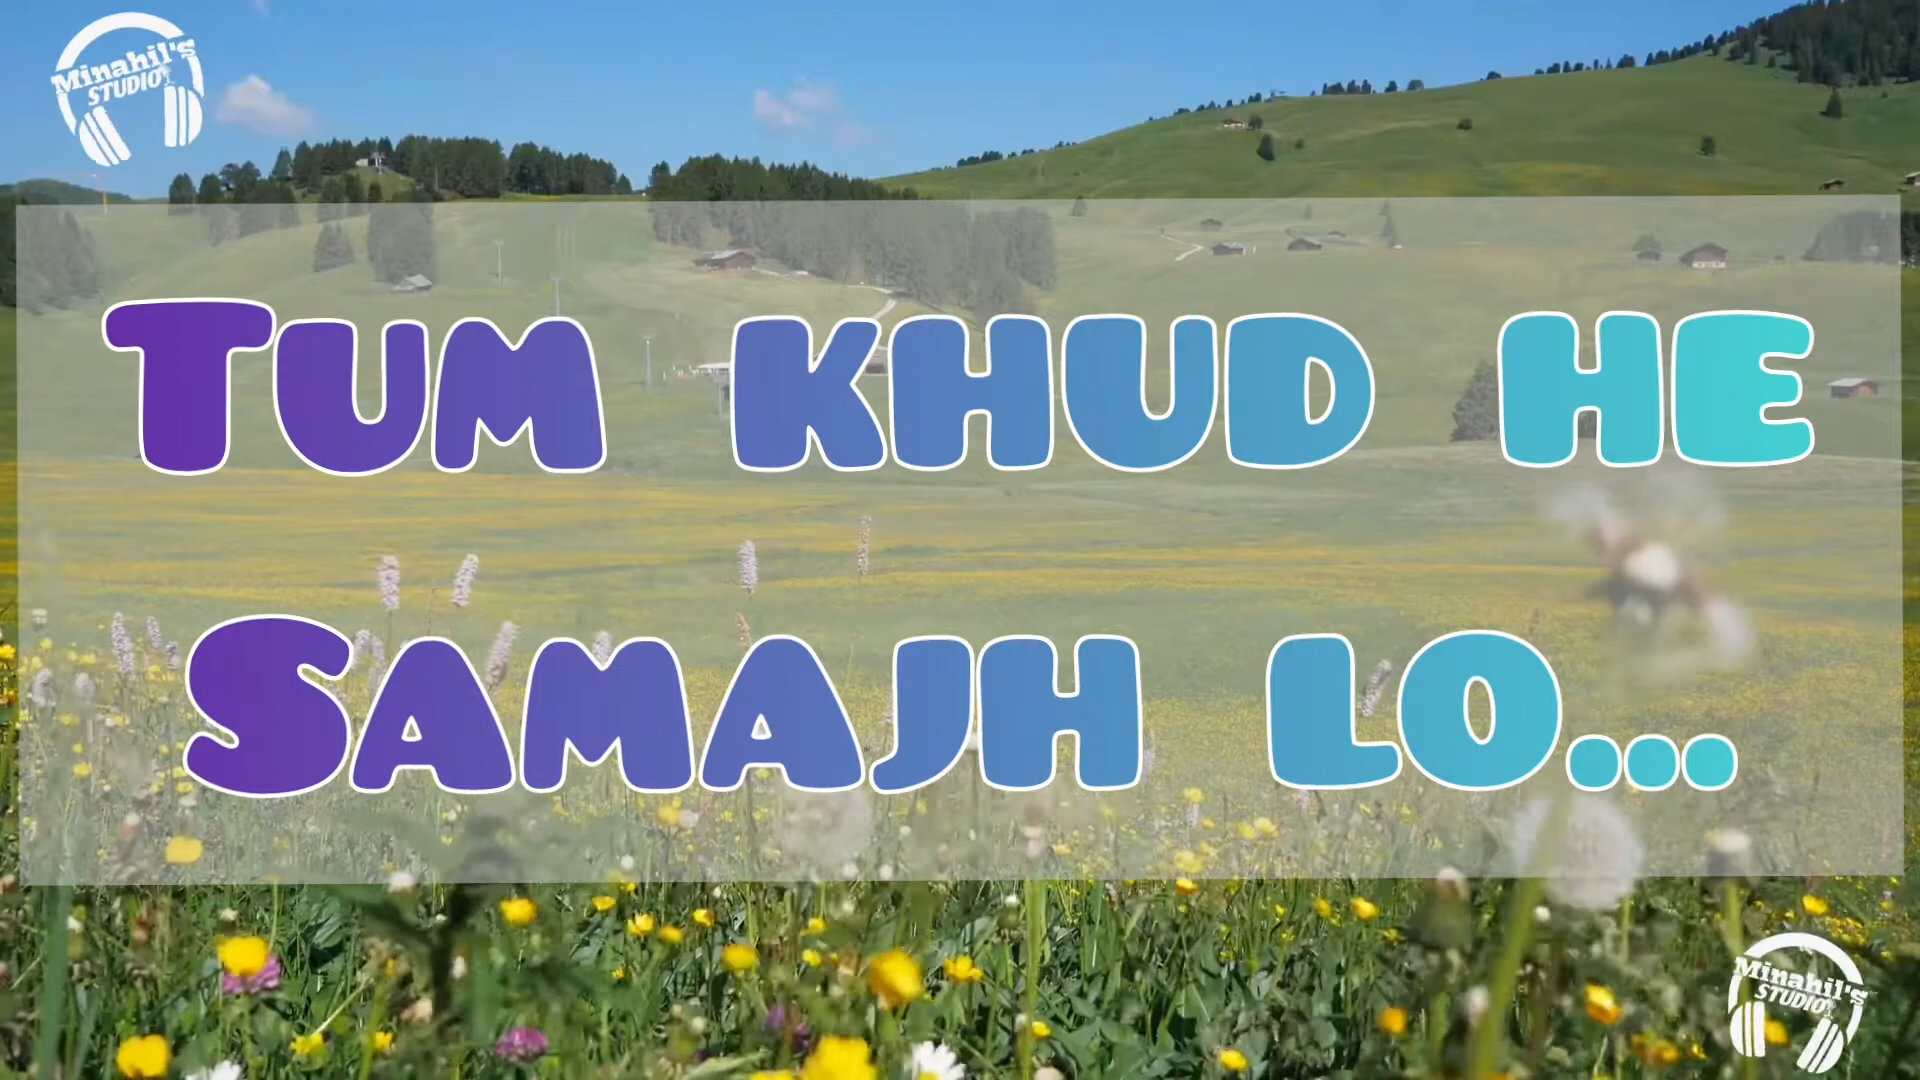 Minahil's
STUDIO
TUM KHUD HE
SAMAJH LO...
Minahil's
STUDIO